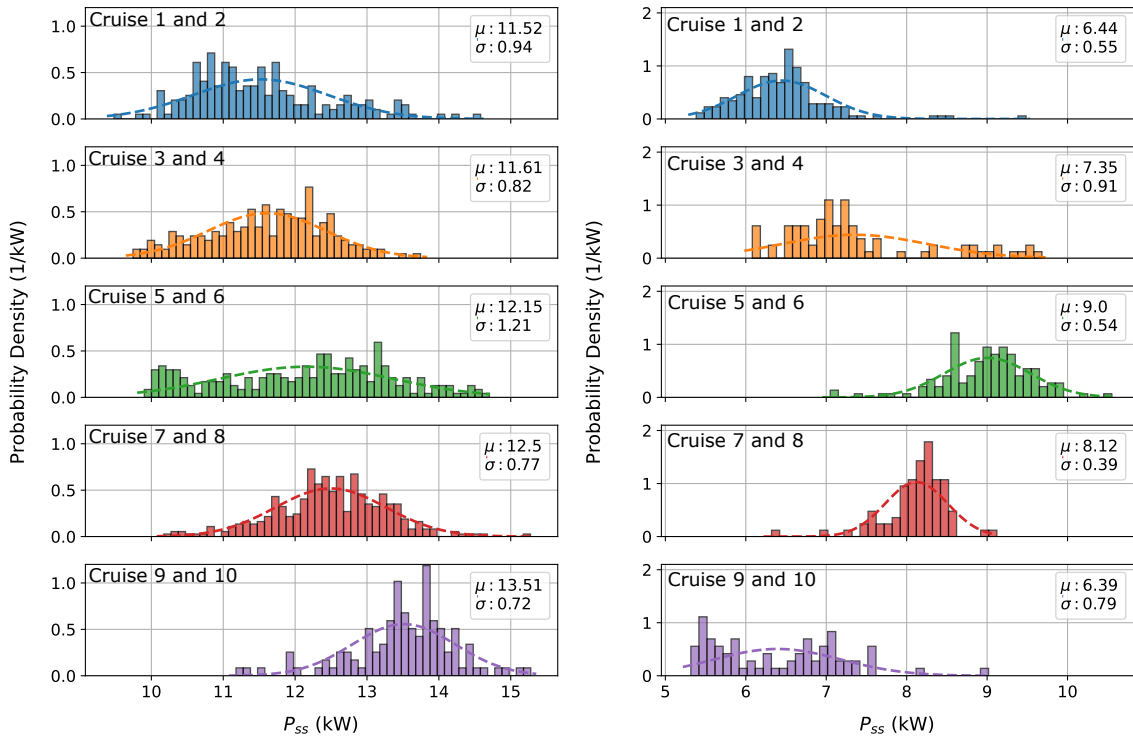 Cruise 1 and 2
μ: 11.52
σ: 0.94
1.0
0.5
0.0
Cruise 3 and 4
μ: 11.61
σ: 0.82
1.0
0.5
0.0
Cruise 5 and 6
μ: 12.15
σ: 1.21
1.0
0.5
0.0
Cruise 7 and 8
μ: 12.5
σ: 0.77
1.0
0.5
0.0
Cruise 9 and 10
μ: 13.51
σ: 0.72
1.0
0.5
0.0
10 11 12 13 14 15
P_ss (kW)
Probability Density (1/kW)
Cruise 1 and 2
μ: 6.44
σ: 0.55
2
1
0
Cruise 3 and 4
μ: 7.35
σ: 0.91
2
1
0
Cruise 5 and 6
μ: 9.0
σ: 0.54
2
1
0
Cruise 7 and 8
μ: 8.12
σ: 0.39
2
1
0
Cruise 9 and 10
μ: 6.39
σ: 0.79
2
1
0
5 6 7 8 9 10
P_ss (kW)
Probability Density (1/kW)